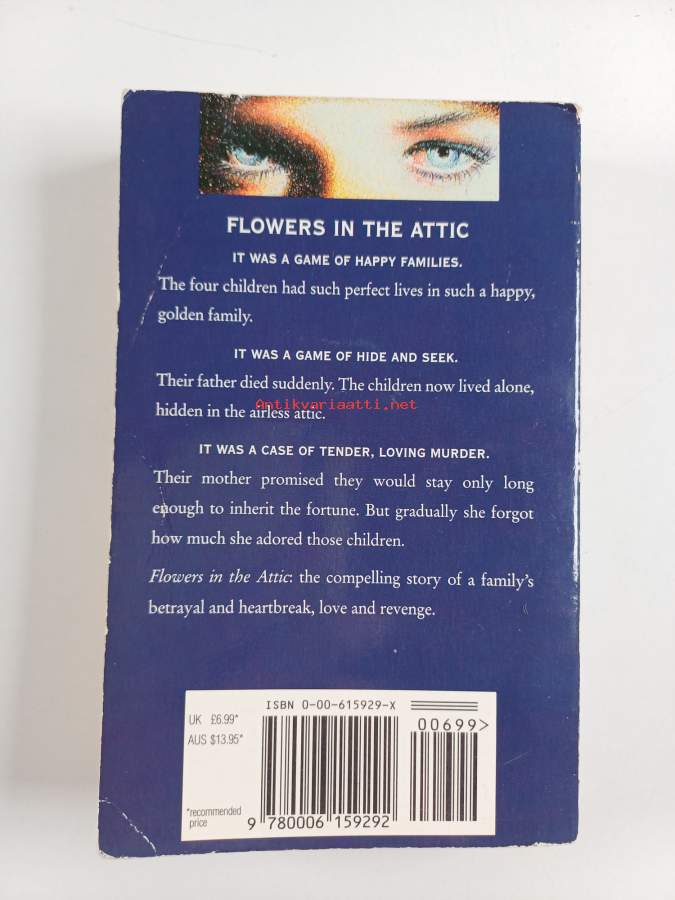 FLOWERS IN THE ATTIC
IT WAS A GAME OF HAPPY FAMILIES.
The four children had such perfect lives in such a happy,
golden family.
IT WAS A GAME OF HIDE AND SEEK.
Their father died suddenly. The children now lived alone,
hidden in the airless attic.
Antikvariaatti.net
IT WAS A CASE OF TENDER, LOVING MURDER.
Their mother promised they would stay only long
enough to inherit the fortune. But gradually she forgot
how much she adored those children.
Flowers in the Attic: the compelling story of a family's
betrayal and heartbreak, love and revenge.
ISBN 0-00-615929-X
UK £6.99*
AUS $13.95*
00699>
*recommended
price
9 780006 159292